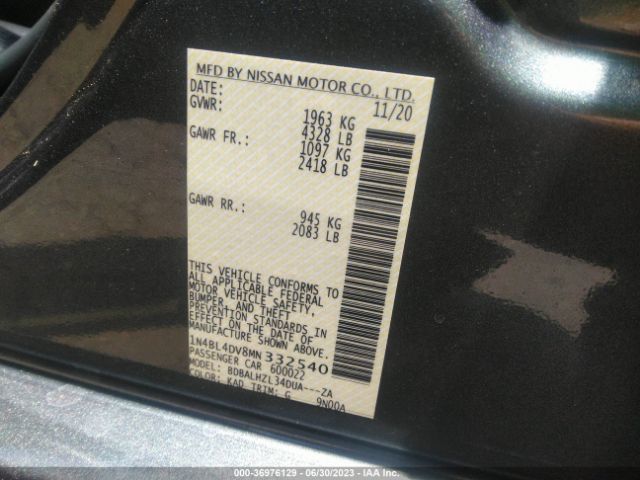 MFD BY NISSAN MOTOR CO., LTD.
DATE: 11/20
GVWR: 1963 KG
4328 LB
GAWR FR.: 1097 KG
2418 LB
GAWR RR.: 945 KG
2083 LB
THIS VEHICLE CONFORMS TO
ALL APPLICABLE FEDERAL
MOTOR VEHICLE SAFETY,
BUMPER, AND THEFT
PREVENTION STANDARDS IN
EFFECT ON THE DATE OF
MANUFACTURE SHOWN ABOVE.
1N4BL4DV8MN 332540
PASSENGER CAR 600022
MODEL: BDBALHZL34DUA---ZA
COLOR: KAD TRIM: G 9N00A
000-36976129 - 06/30/2023 - IAA Inc.